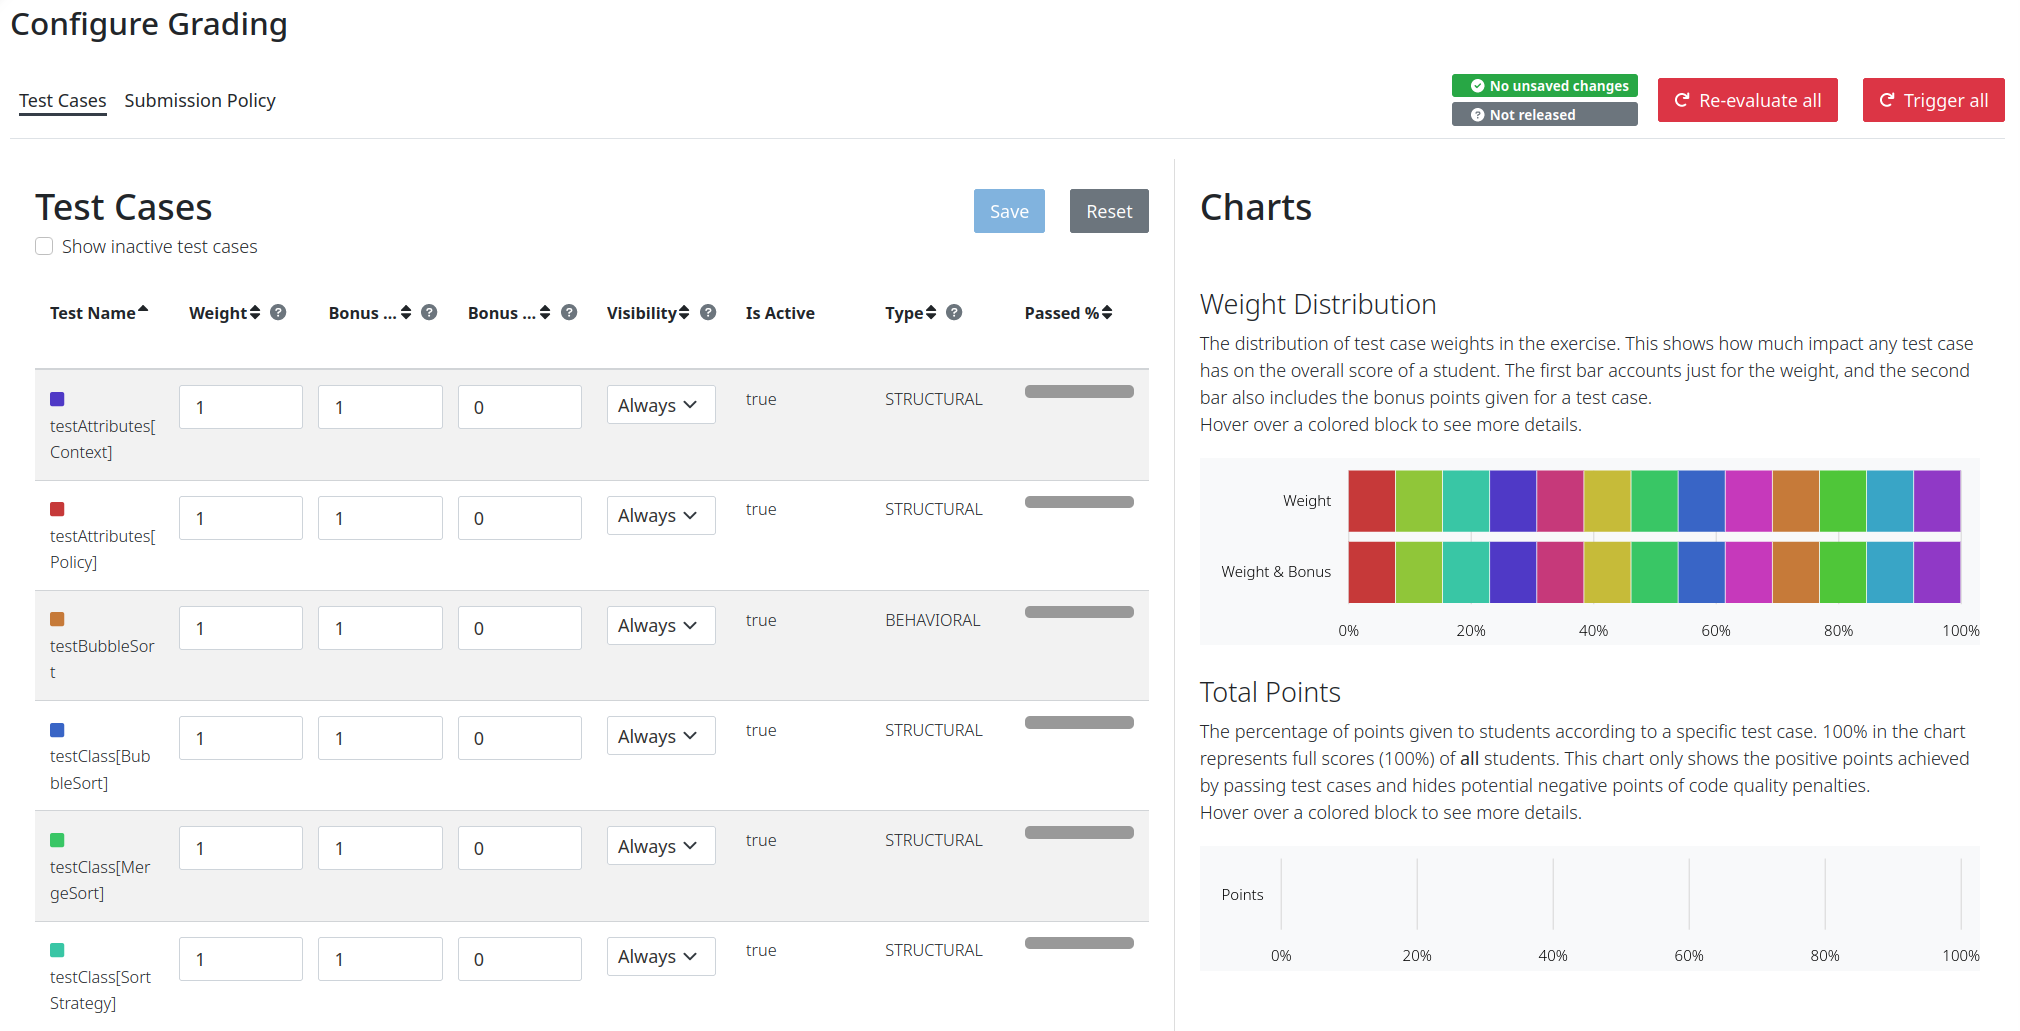 Configure Grading
Test Cases
Submission Policy
No unsaved changes
Not released
Re-evaluate all
Trigger all
Test Cases
Save
Reset
Show inactive test cases
Test Name
Weight
Bonus ...
Bonus ...
Visibility
Is Active
Type
Passed %
testAttributes[
Context]
1
1
0
Always
true
STRUCTURAL
testAttributes[
Policy]
1
1
0
Always
true
STRUCTURAL
testBubbleSor
t
1
1
0
Always
true
BEHAVIORAL
testClass[Bub
bleSort]
1
1
0
Always
true
STRUCTURAL
testClass[Mer
geSort]
1
1
0
Always
true
STRUCTURAL
testClass[Sort
Strategy]
1
1
0
Always
true
STRUCTURAL
Charts
Weight Distribution
The distribution of test case weights in the exercise. This shows how much impact any test case
has on the overall score of a student. The first bar accounts just for the weight, and the second
bar also includes the bonus points given for a test case.
Hover over a colored block to see more details.
Weight
Weight & Bonus
0%
20%
40%
60%
80%
100%
Total Points
The percentage of points given to students according to a specific test case. 100% in the chart
represents full scores (100%) of all students. This chart only shows the positive points achieved
by passing test cases and hides potential negative points of code quality penalties.
Hover over a colored block to see more details.
Points
0%
20%
40%
60%
80%
100%